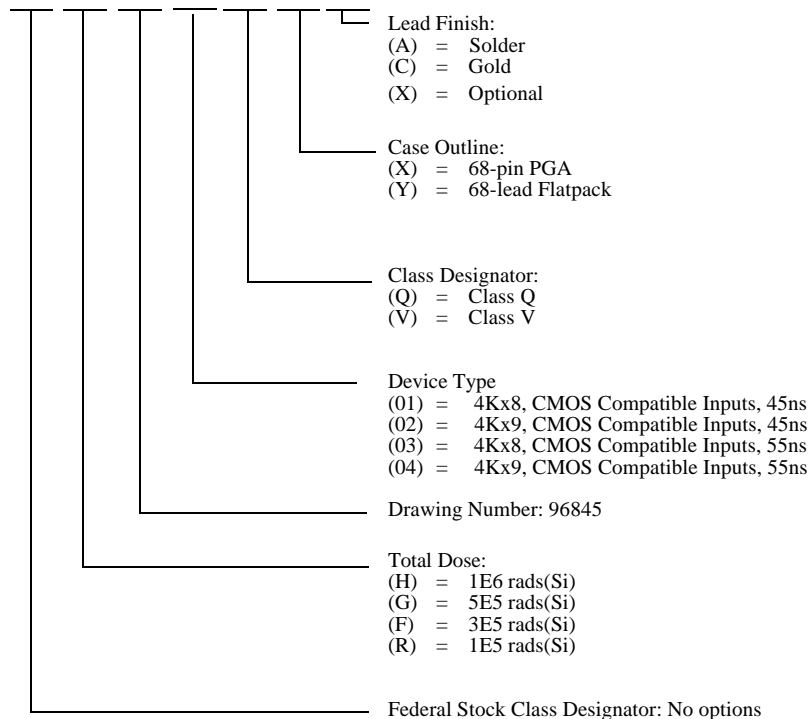 Lead Finish:
(A) = Solder
(C) = Gold
(X) = Optional
Case Outline:
(X) = 68-pin PGA
(Y) = 68-lead Flatpack
Class Designator:
(Q) = Class Q
(V) = Class V
Device Type
(01) = 4Kx8, CMOS Compatible Inputs, 45ns
(02) = 4Kx9, CMOS Compatible Inputs, 45ns
(03) = 4Kx8, CMOS Compatible Inputs, 55ns
(04) = 4Kx9, CMOS Compatible Inputs, 55ns
Drawing Number: 96845
Total Dose:
(H) = 1E6 rads(Si)
(G) = 5E5 rads(Si)
(F) = 3E5 rads(Si)
(R) = 1E5 rads(Si)
Federal Stock Class Designator: No options